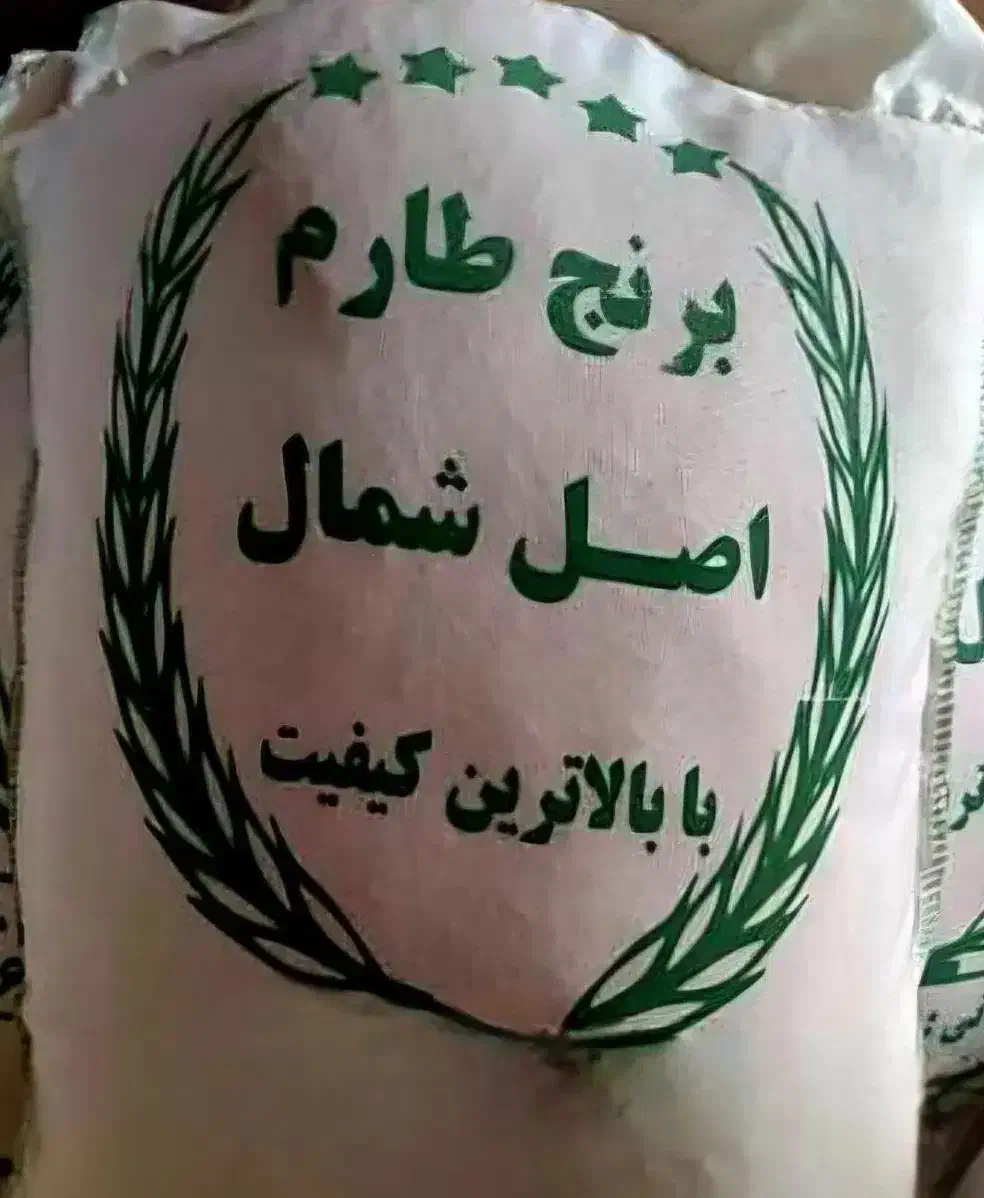 برنج طارم
اصل شمال
با بالاترین کیفیت